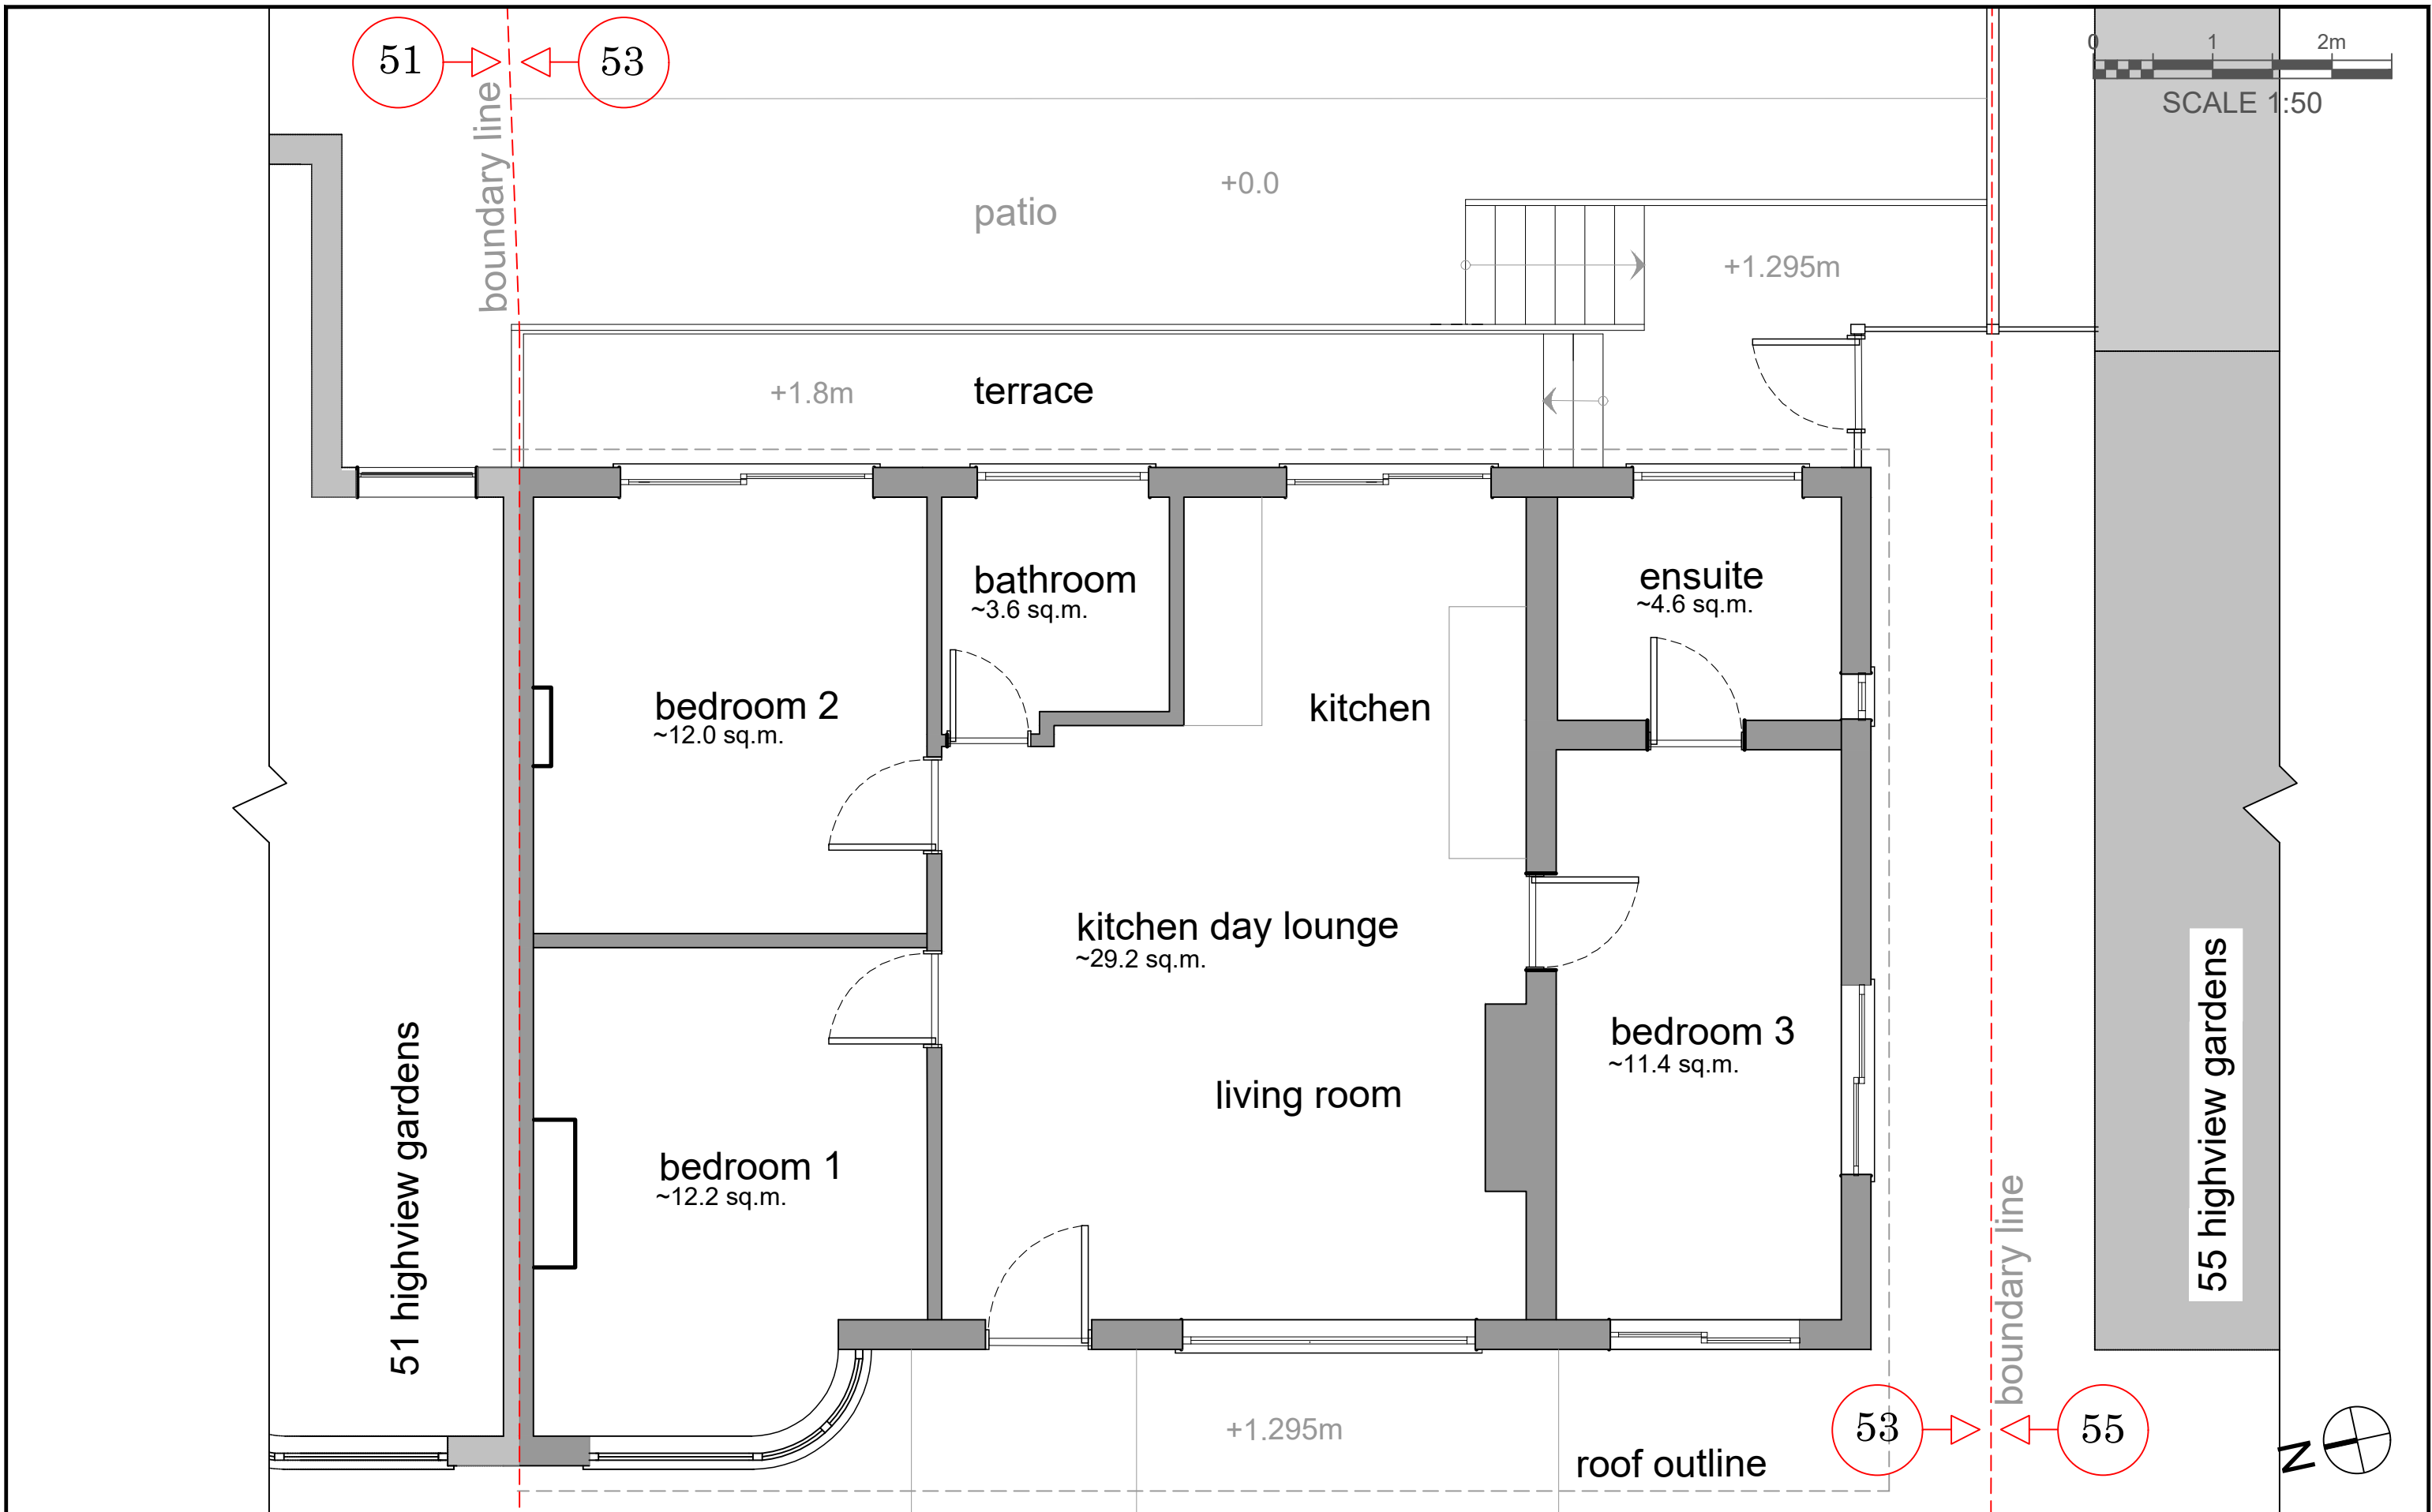 51
53
boundary line
0 1 2m
SCALE 1:50
+0.0
patio
+1.295m
+1.8m
terrace
bathroom
~3.6 sq.m.
ensuite
~4.6 sq.m.
bedroom 2
~12.0 sq.m.
kitchen
kitchen day lounge
~29.2 sq.m.
bedroom 3
~11.4 sq.m.
living room
bedroom 1
~12.2 sq.m.
51 highview gardens
55 highview gardens
boundary line
+1.295m
roof outline
53
55
N